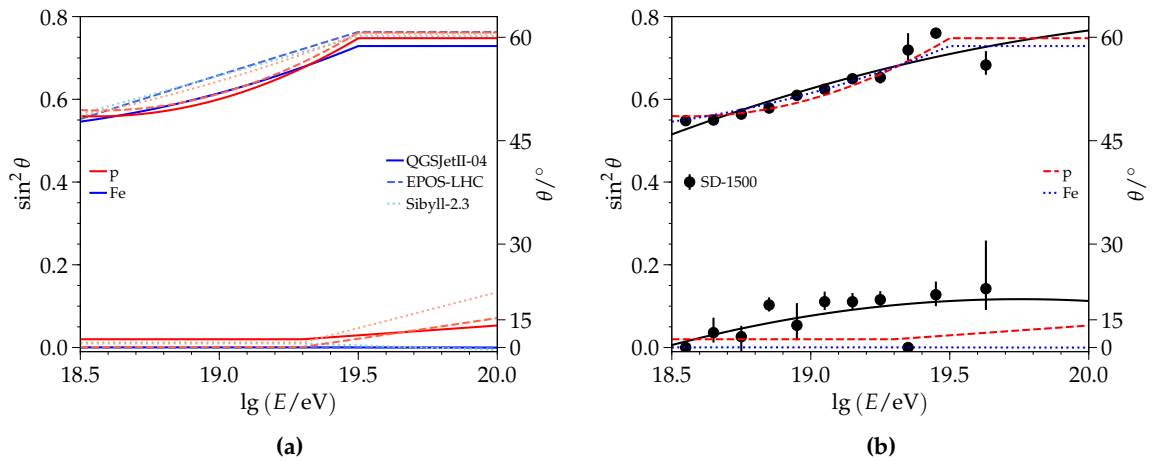 0.8
0.6
0.4
0.2
0.0
sin² θ
60
45
30
15
0
θ/°
p
Fe
QGSJetII-04
EPOS-LHC
Sibyll-2.3
18.5
19.0
19.5
20.0
lg (E/eV)
(a)
0.8
0.6
0.4
0.2
0.0
sin² θ
60
45
30
15
0
θ/°
SD-1500
p
Fe
18.5
19.0
19.5
20.0
lg (E/eV)
(b)